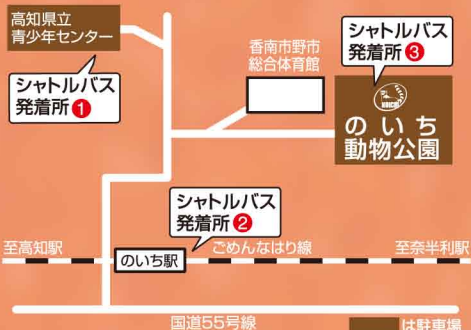 高知県立
青少年センター
シャトルバス
発着所❶
香南市野市
総合体育館
シャトルバス
発着所❸
のいち
動物公園
シャトルバス
発着所❷
至高知駅
のいち駅
ごめんなはり線
至奈半利駅
国道55号線
は駐車場